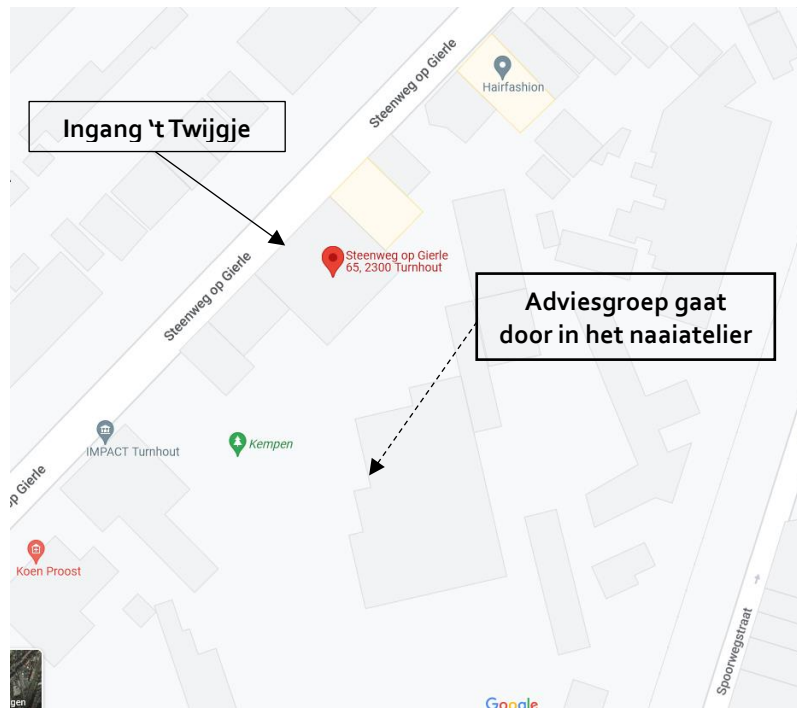 Steenweg op Gierle
Hairfashion
Ingang ‘t Twijgje
Steenweg op Gierle
65, 2300 Turnhout
Steenweg op Gierle
Adviesgroep gaat
door in het naaiatelier
IMPACT Turnhout
Kempen
op Gierle
Koen Proost
Spoorwegstraat
gen
Google